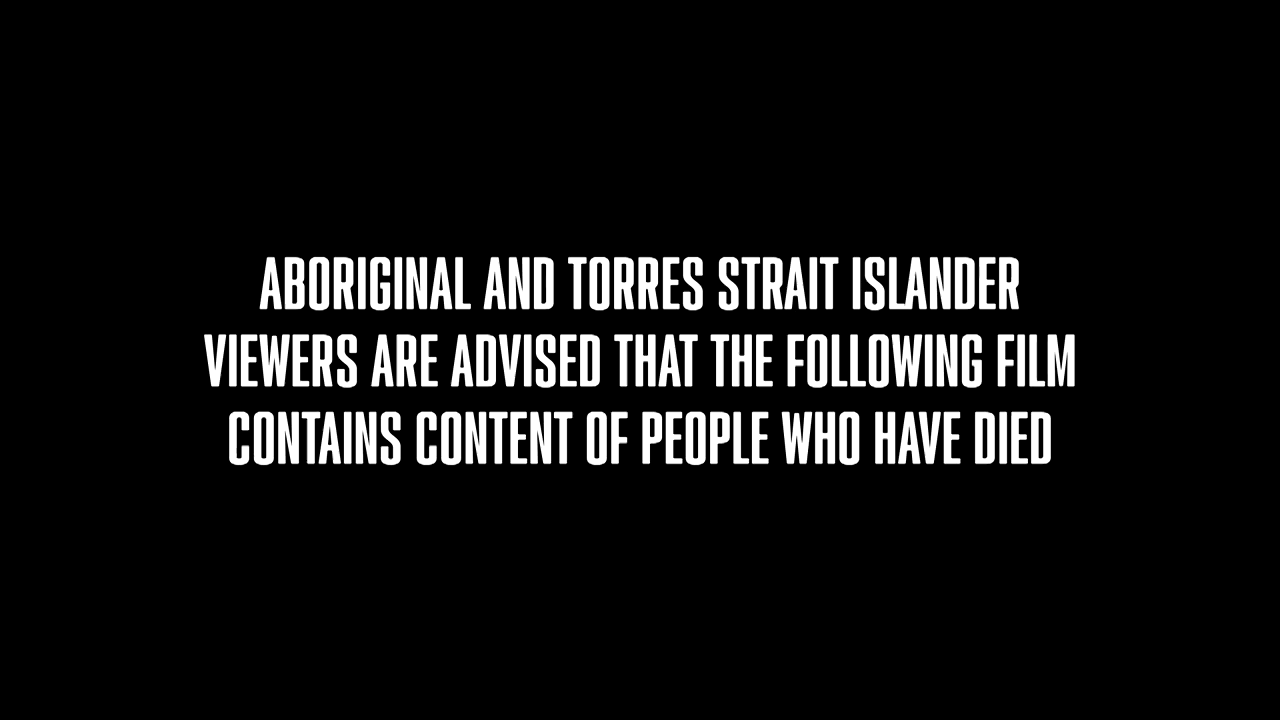 ABORIGINAL AND TORRES STRAIT ISLANDER
VIEWERS ARE ADVISED THAT THE FOLLOWING FILM
CONTAINS CONTENT OF PEOPLE WHO HAVE DIED